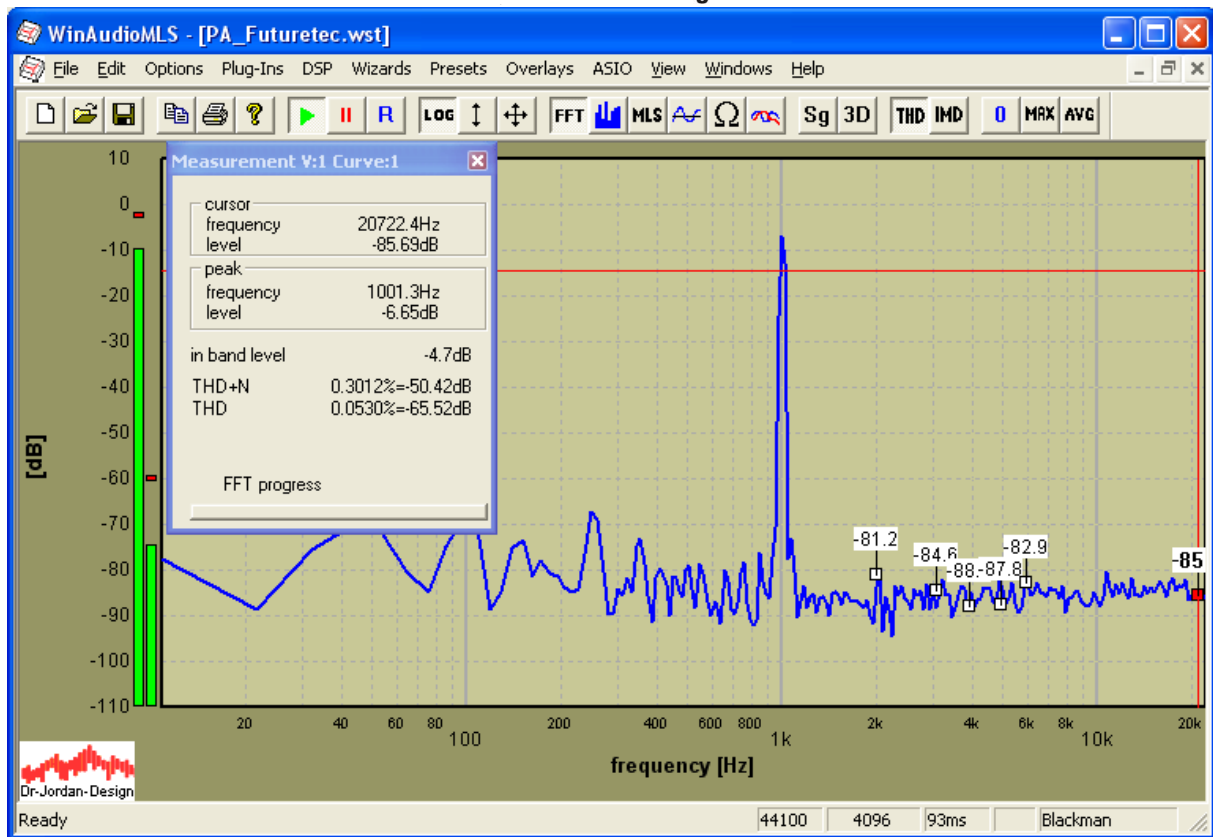 WinAudioMLS - [PA_Futuretec.wst]
File Edit Options Plug-Ins DSP Wizards Presets Overlays ASIO View Windows Help
R LOG FFT MLS Ω Sg 3D THD IMD 0 MAX AVG
Measurement V:1 Curve:1
cursor
frequency 20722.4Hz
level -85.69dB
peak
frequency 1001.3Hz
level -6.65dB
in band level -4.7dB
THD+N 0.3012%=-50.42dB
THD 0.0530%=-65.52dB
FFT progress
10
0
-10
-20
-30
-40
-50
-60
-70
-80
-90
-100
-110
[dB]
-81.2
-84.6
-88.
-87.8
-82.9
-85
20 40 60 80 200 400 600 800 2k 4k 6k 8k 20k
100 1k 10k
frequency [Hz]
Dr-Jordan-Design
Ready 44100 4096 93ms Blackman